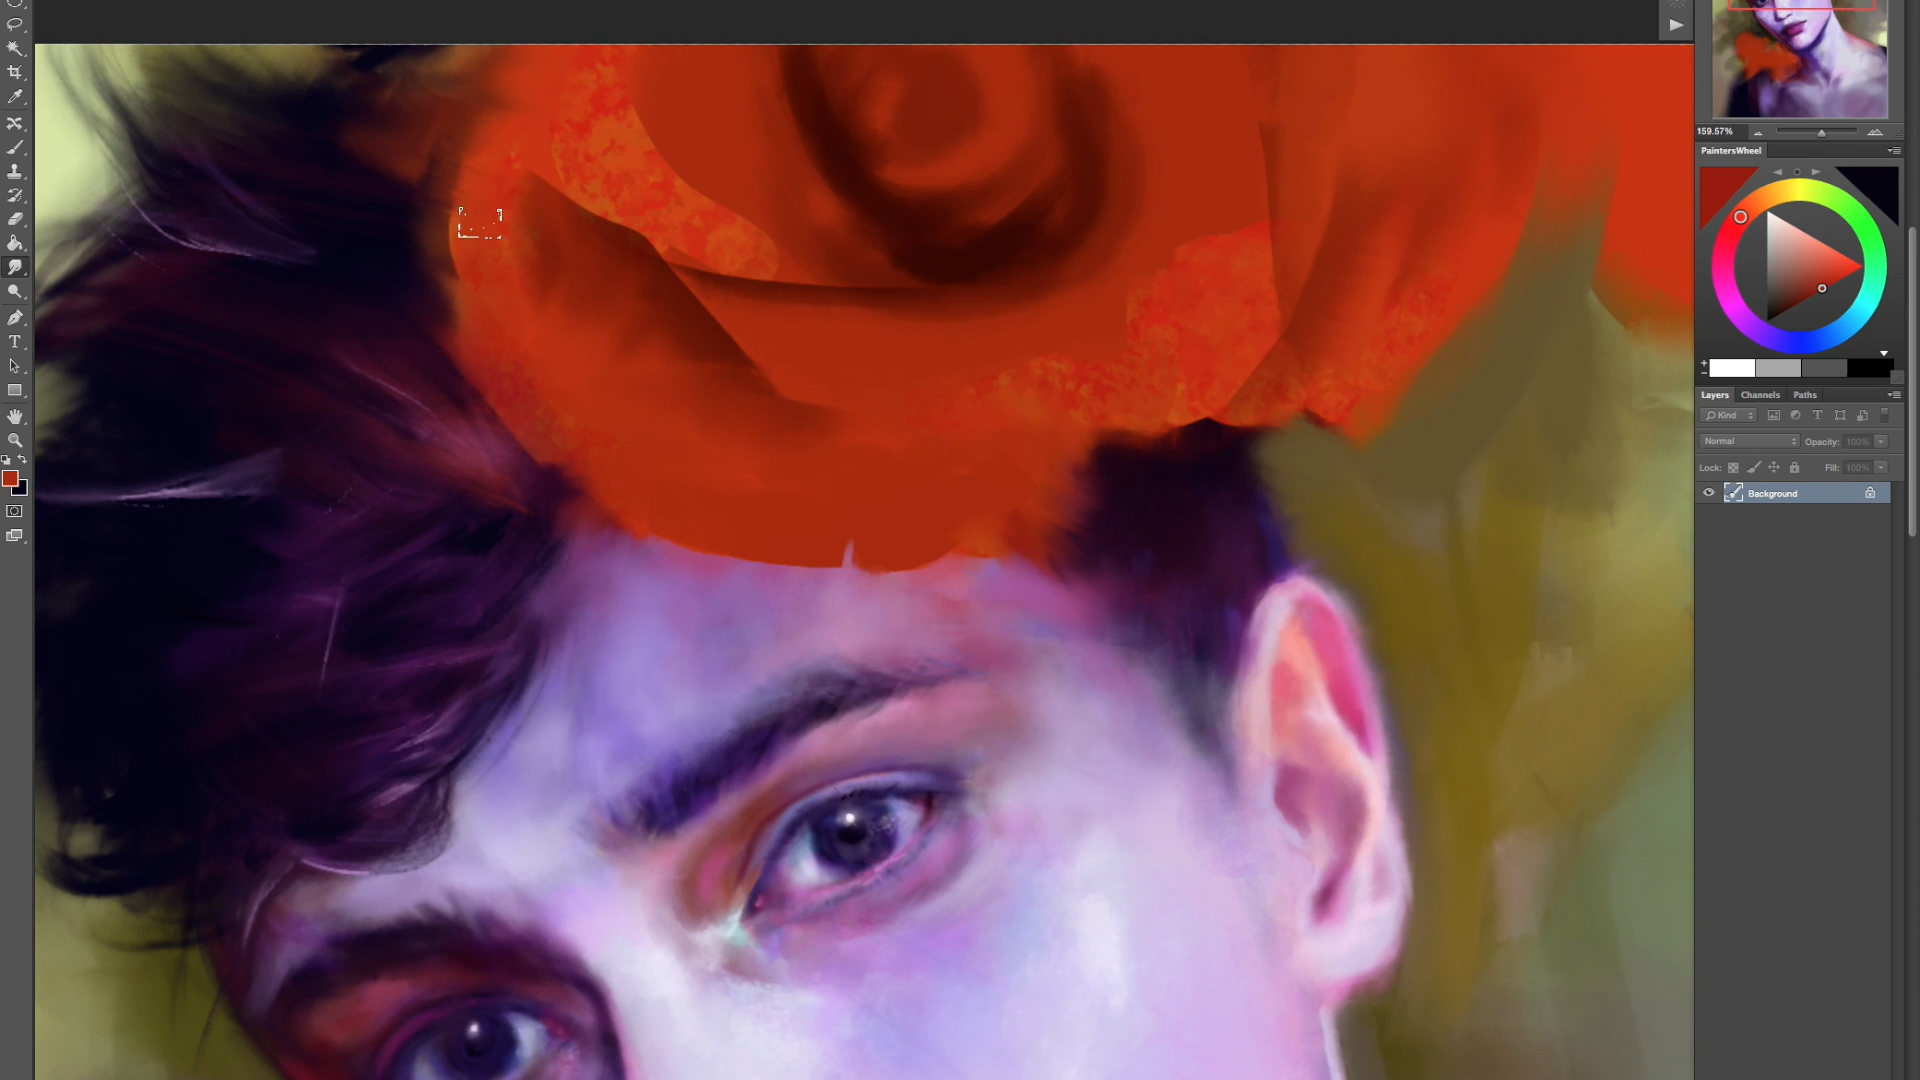 159.57%
PaintersWheel
Layers Channels Paths
Kind
Normal Opacity: 100%
Lock: Fill: 100%
Background